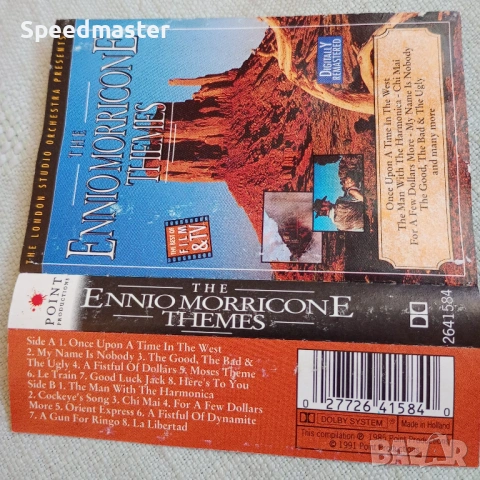 Speedmaster
THE LONDON STUDIO ORCHESTRA PRESENTS
THE
ENNIO MORRICONE
THEMES
THE BEST OF
FILM
& TV
DIGITALLY
REMASTERED
Once Upon A Time In The West
The Man With The Harmonica - Chi Mai
For A Few Dollars More - My Name Is Nobody
The Good, The Bad & The Ugly
and many more
POINT
PRODUCTIONS
THE
ENNIO MORRICONE
THEMES
2641584
Side A 1. Once Upon A Time In The West
2. My Name Is Nobody 3. The Good, The Bad &
The Ugly 4. A Fistful Of Dollars 5. Moses Theme
6. Le Train 7. Good Luck Jack 8. Here's To You
Side B 1. The Man With The Harmonica
2. Cockeye's Song 3. Chi Mai 4. For A Few Dollars
More 5. Orient Express 6. A Fistful Of Dynamite
7. A Gun For Ringo 8. La Libertad
0 27726 41584 0
DOLBY SYSTEM
Made in Holland
This compilation ℗ 1985 Point
© 1991 Point
BAZAR